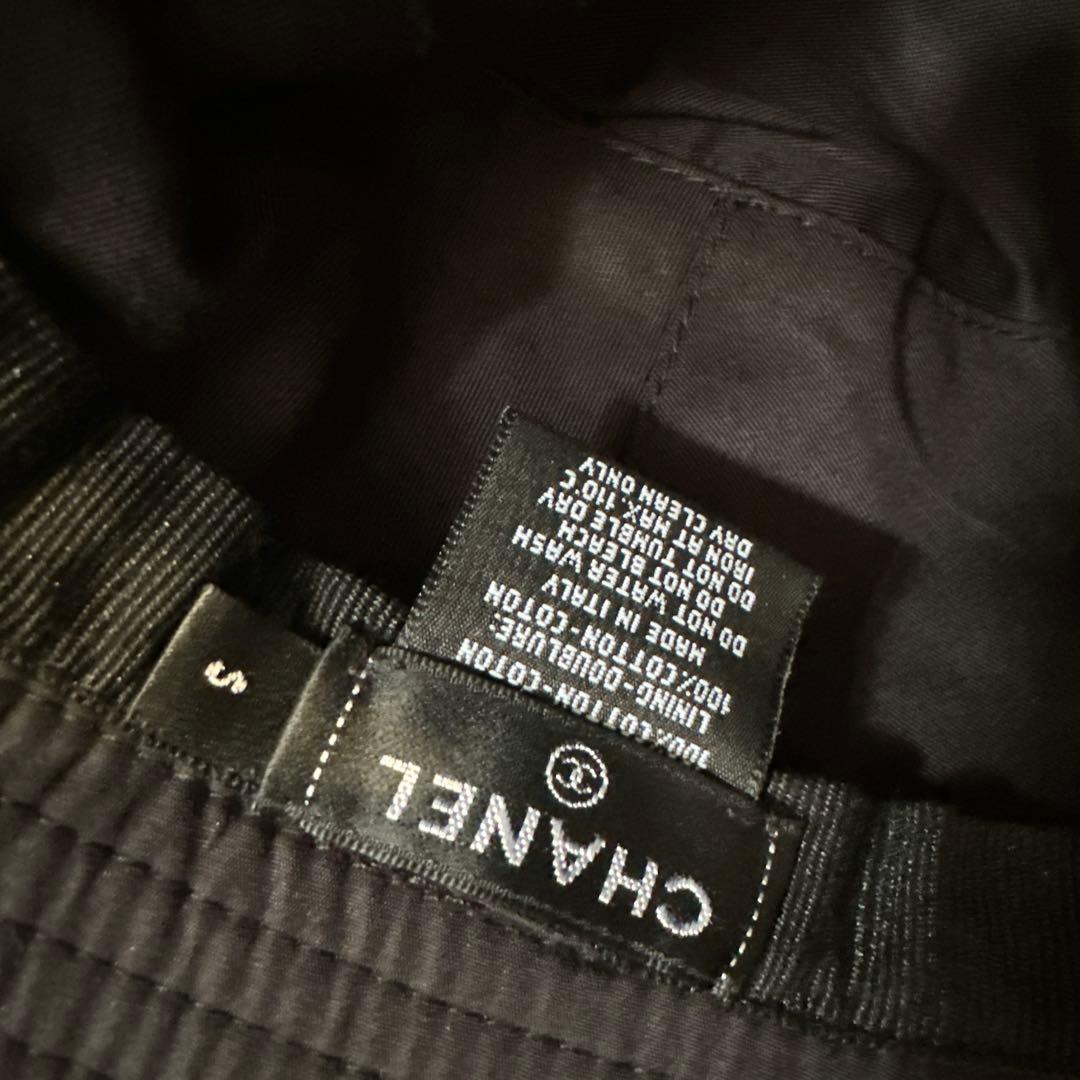 CHANEL
100% COTTON-COTON
LINING-DOUBLURE:
100% COTTON-COTON
MADE IN ITALY
DO NOT WATER WASH
DO NOT BLEACH
DO NOT TUMBLE DRY
IRON AT MAX. 110°C
DRY CLEAN ONLY
S